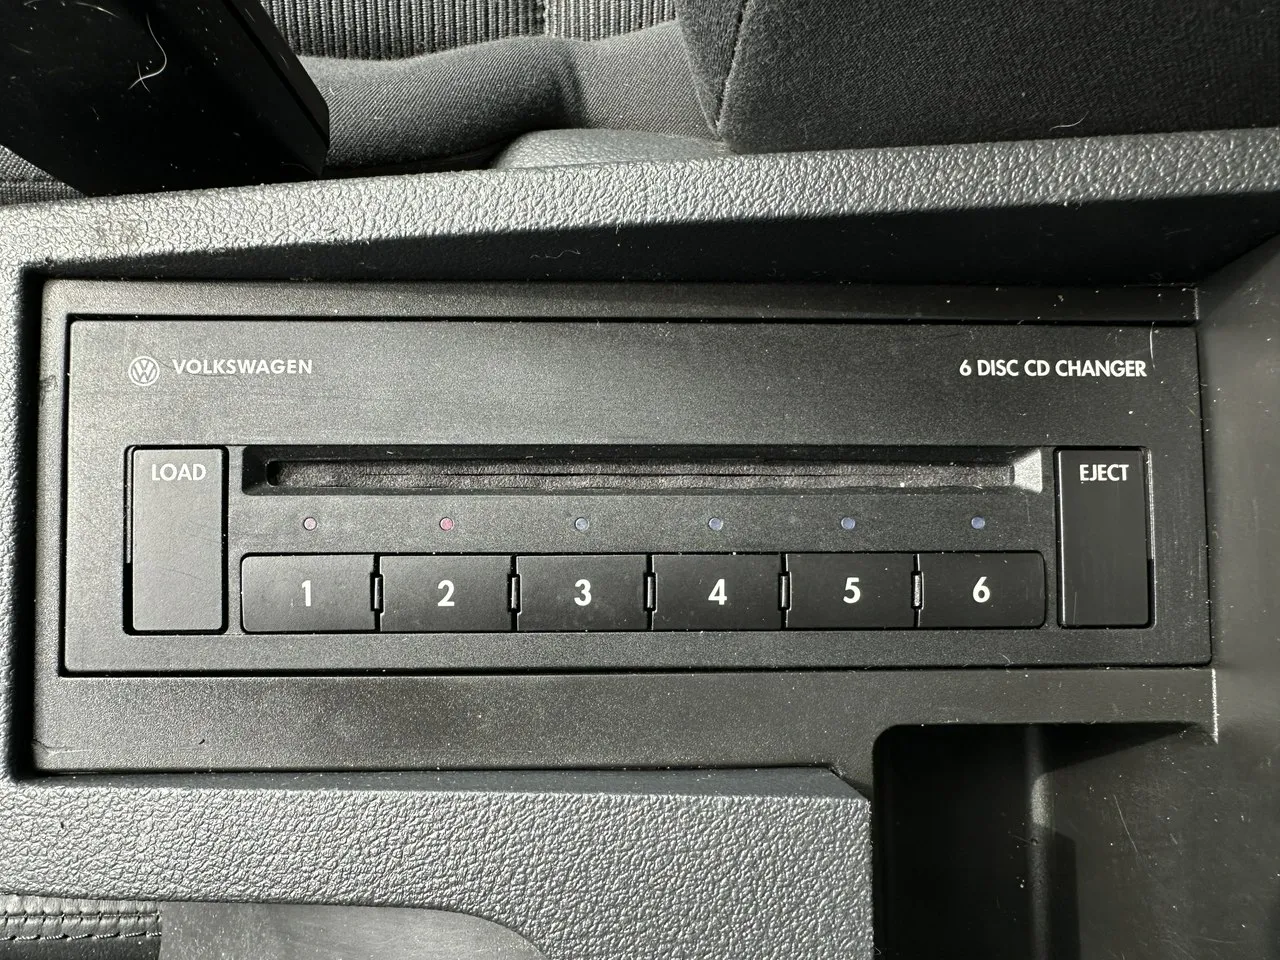 VOLKSWAGEN
6 DISC CD CHANGER
LOAD
EJECT
1 2 3 4 5 6